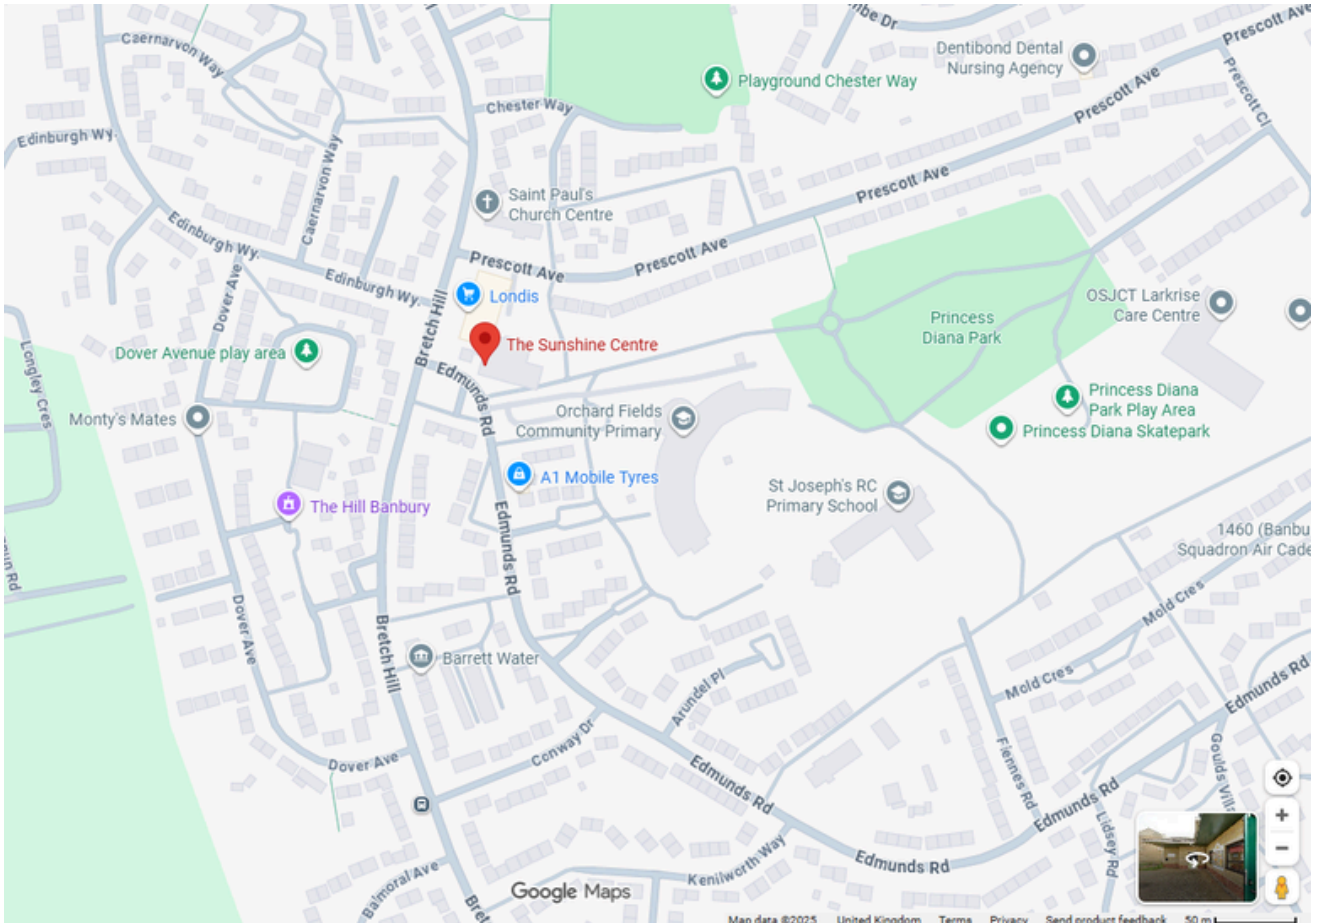 Prescott Ave
Dentibond Dental
Nursing Agency
Caernarvon Way
Playground Chester Way
Prescott Ave
Prescott Cl
Chester Way
Edinburgh Wy.
Caernarvon Way
Saint Paul's
Church Centre
Prescott Ave
Edinburgh Wy.
Prescott Ave
Prescott Ave
Dover Ave
Edinburgh Wy.
Londis
OSJCT Larkrise
Care Centre
Bretch Hill
Princess
Diana Park
The Sunshine Centre
Dover Avenue play area
Longley Cres
Edmunds Rd
Princess Diana
Park Play Area
Monty's Mates
Orchard Fields
Community Primary
Princess Diana Skatepark
A1 Mobile Tyres
St Joseph's RC
Primary School
The Hill Banbury
Edmunds Rd
1460 (Banbu
Squadron Air Cade
Rd
Mold Cres
Dover Ave
Bretch Hill
Barrett Water
Mold Cres
Edmunds Rd
Arundel Pl
Conway Dr
Dover Ave
Fiennes Rd
Goulds Villa
Edmunds Rd
Edmunds Rd
Lidsey Rd
Kenilworth Way
Edmunds Rd
Balmoral Ave
Bret
Google Maps
Map data ©2025 United Kingdom Terms Privacy Send product feedback 50 m